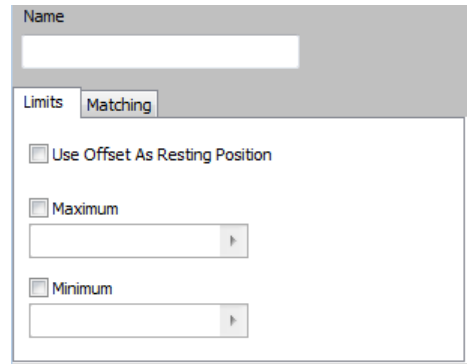 Name
Limits Matching
Use Offset As Resting Position
Maximum
Minimum